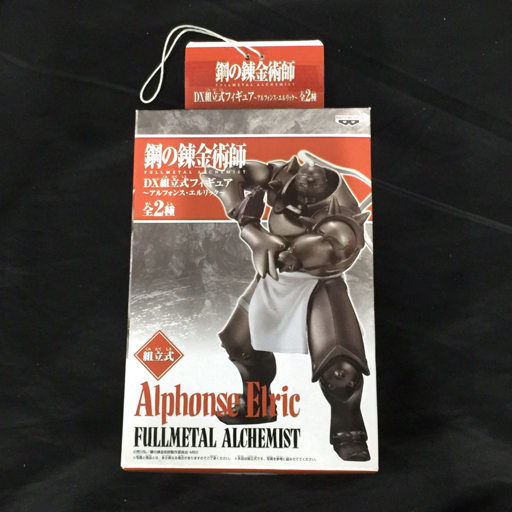 鋼の錬金術師
FULLMETAL ALCHEMIST
DX組立式フィギュア〜アルフォンス・エルリック〜 全2種
BANPRESTO
鋼の錬金術師
FULLMETAL ALCHEMIST
DX組立式フィギュア
〜アルフォンス・エルリック〜
全2種
組立式
Alphonse Elric
FULLMETAL ALCHEMIST